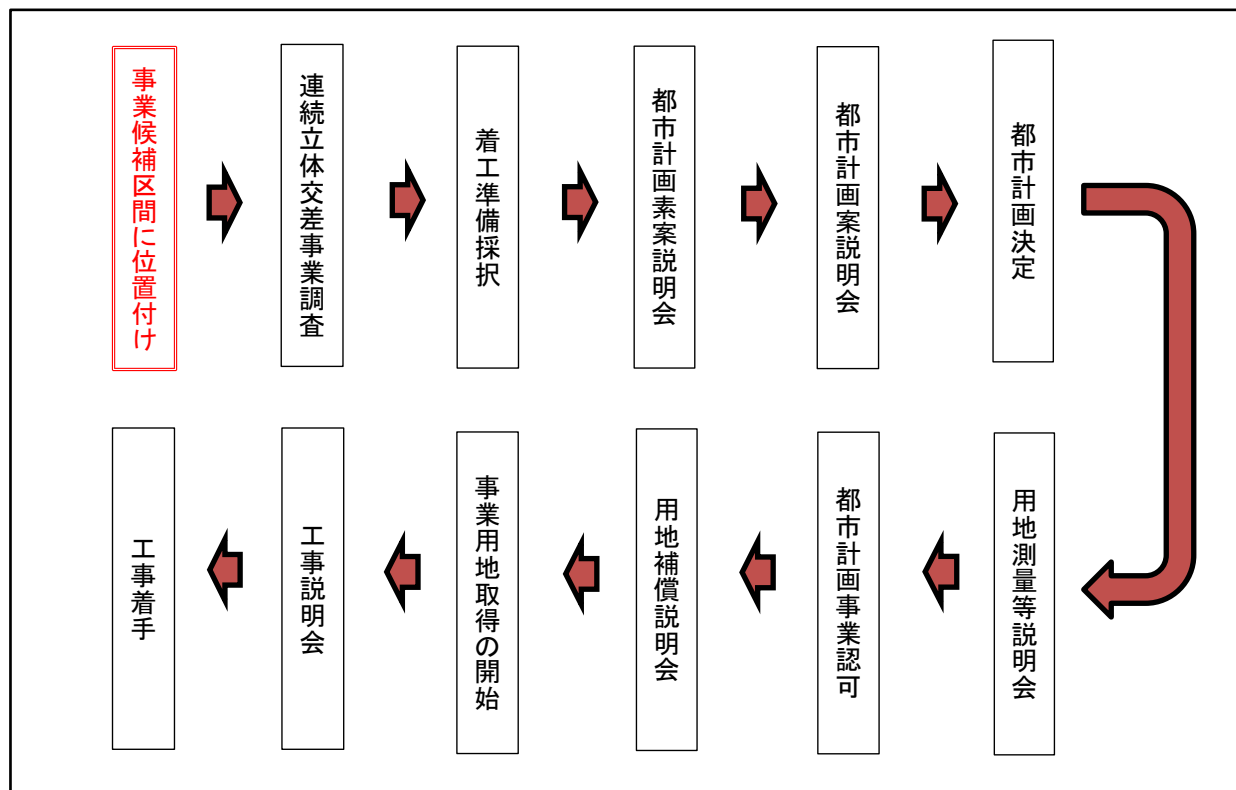 事業候補区間に位置付け
連続立体交差事業調査
着工準備採択
都市計画素案説明会
都市計画案説明会
都市計画決定
用地測量等説明会
都市計画事業認可
用地補償説明会
事業用地取得の開始
工事説明会
工事着手